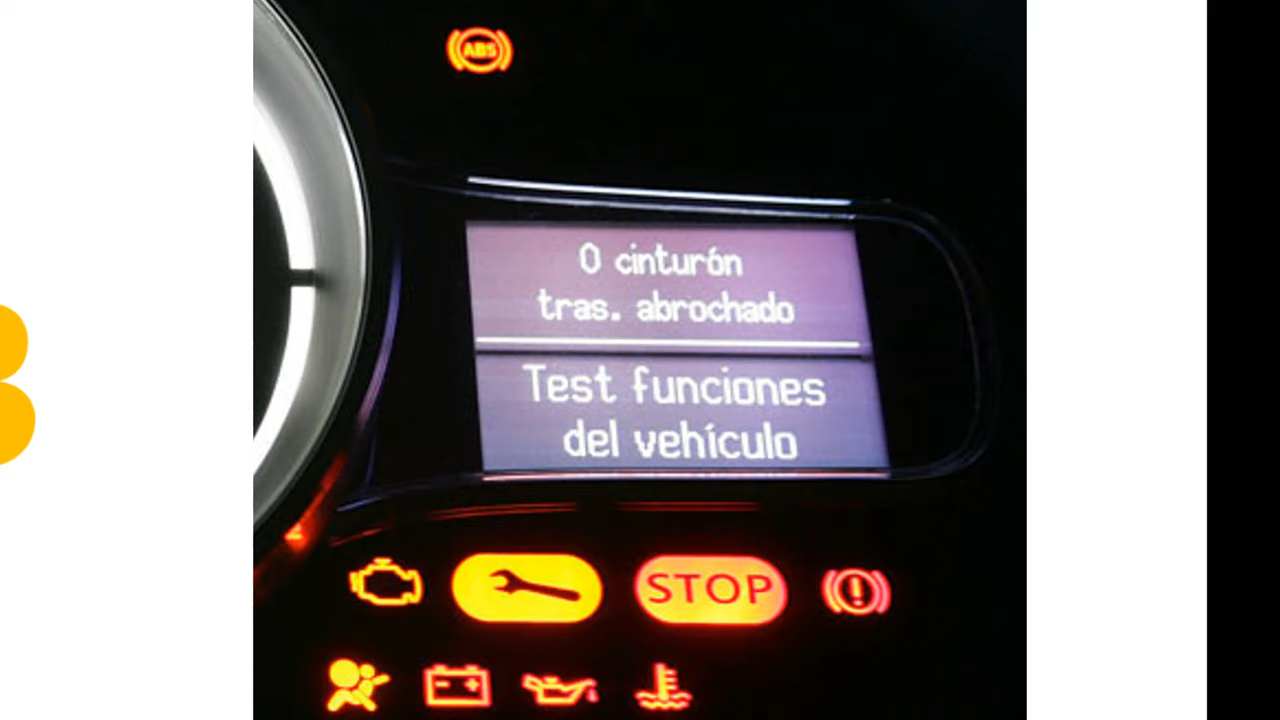 ABS
0 cinturón
tras. abrochado
Test funciones
del vehículo
STOP